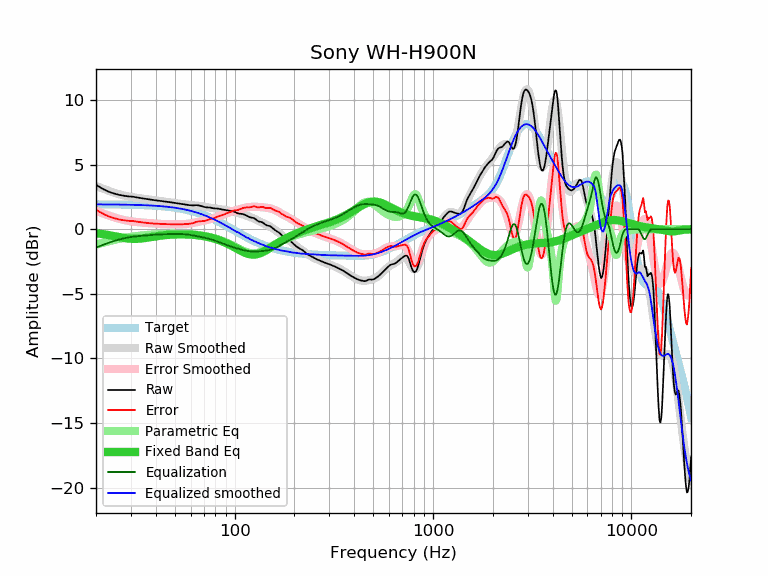 Sony WH-H900N
Amplitude (dBr)
10
5
0
−5
−10
−15
−20
Target
Raw Smoothed
Error Smoothed
Raw
Error
Parametric Eq
Fixed Band Eq
Equalization
Equalized smoothed
100
1000
10000
Frequency (Hz)